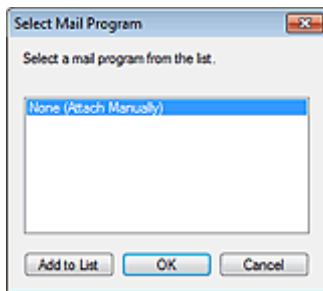 Select Mail Program
Select a mail program from the list.
None (Attach Manually)
Add to List OK Cancel